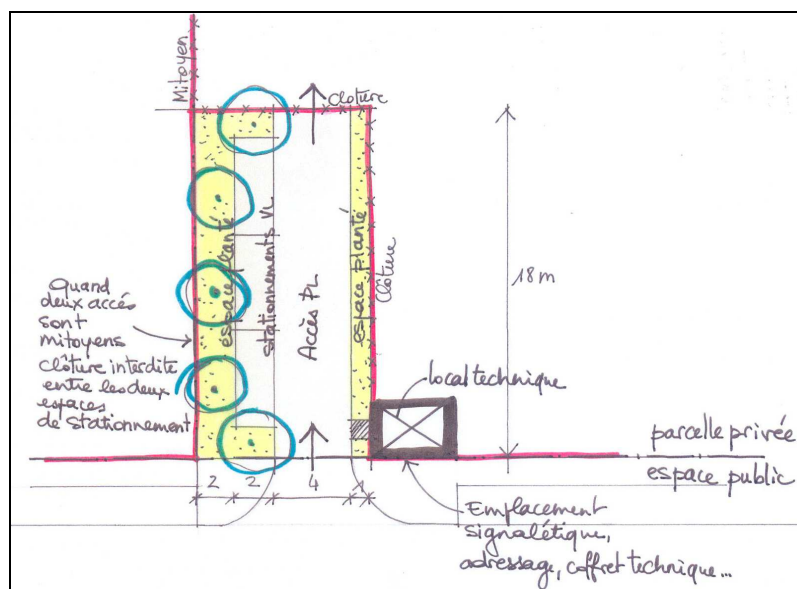 Mitoyen
Clôture
espace planté
stationnements VL
Accès PL
espace planté
Clôture
18m
Quand
deux accès
sont
mitoyens
clôture interdite
entre les deux
espaces
de stationnement
local technique
parcelle privée
espace public
2 2 4 1
Emplacement
signalétique,
adressage, coffret technique...